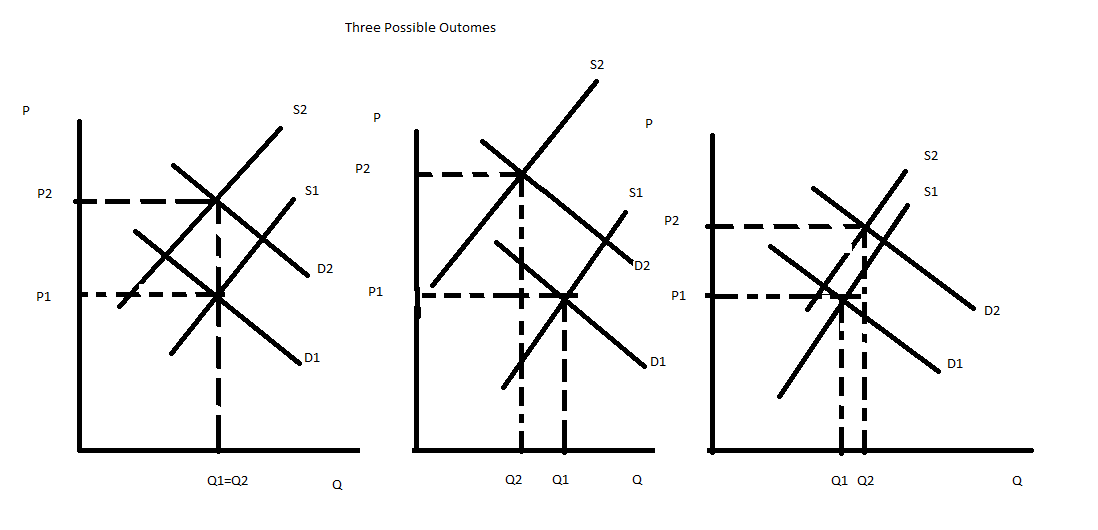 Three Possible Outomes
P
S2
P2
S1
D2
P1
D1
Q1=Q2
Q
P
S2
P2
S1
D2
P1
D1
Q2
Q1
Q
P
S2
S1
P2
P1
D2
D1
Q1
Q2
Q